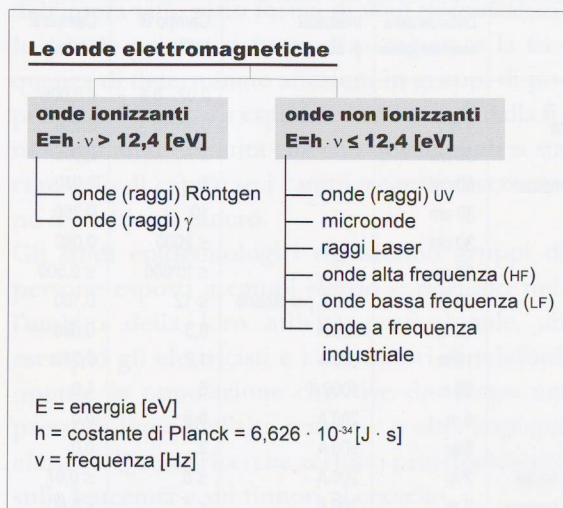 Le onde elettromagnetiche
onde ionizzanti
E=h·ν > 12,4 [eV]
onde (raggi) Röntgen
onde (raggi) γ
onde non ionizzanti
E=h·ν ≤ 12,4 [eV]
onde (raggi) UV
microonde
raggi Laser
onde alta frequenza (HF)
onde bassa frequenza (LF)
onde a frequenza
industriale
E = energia [eV]
h = costante di Planck = 6,626 · 10⁻³⁴ [J · s]
ν = frequenza [Hz]